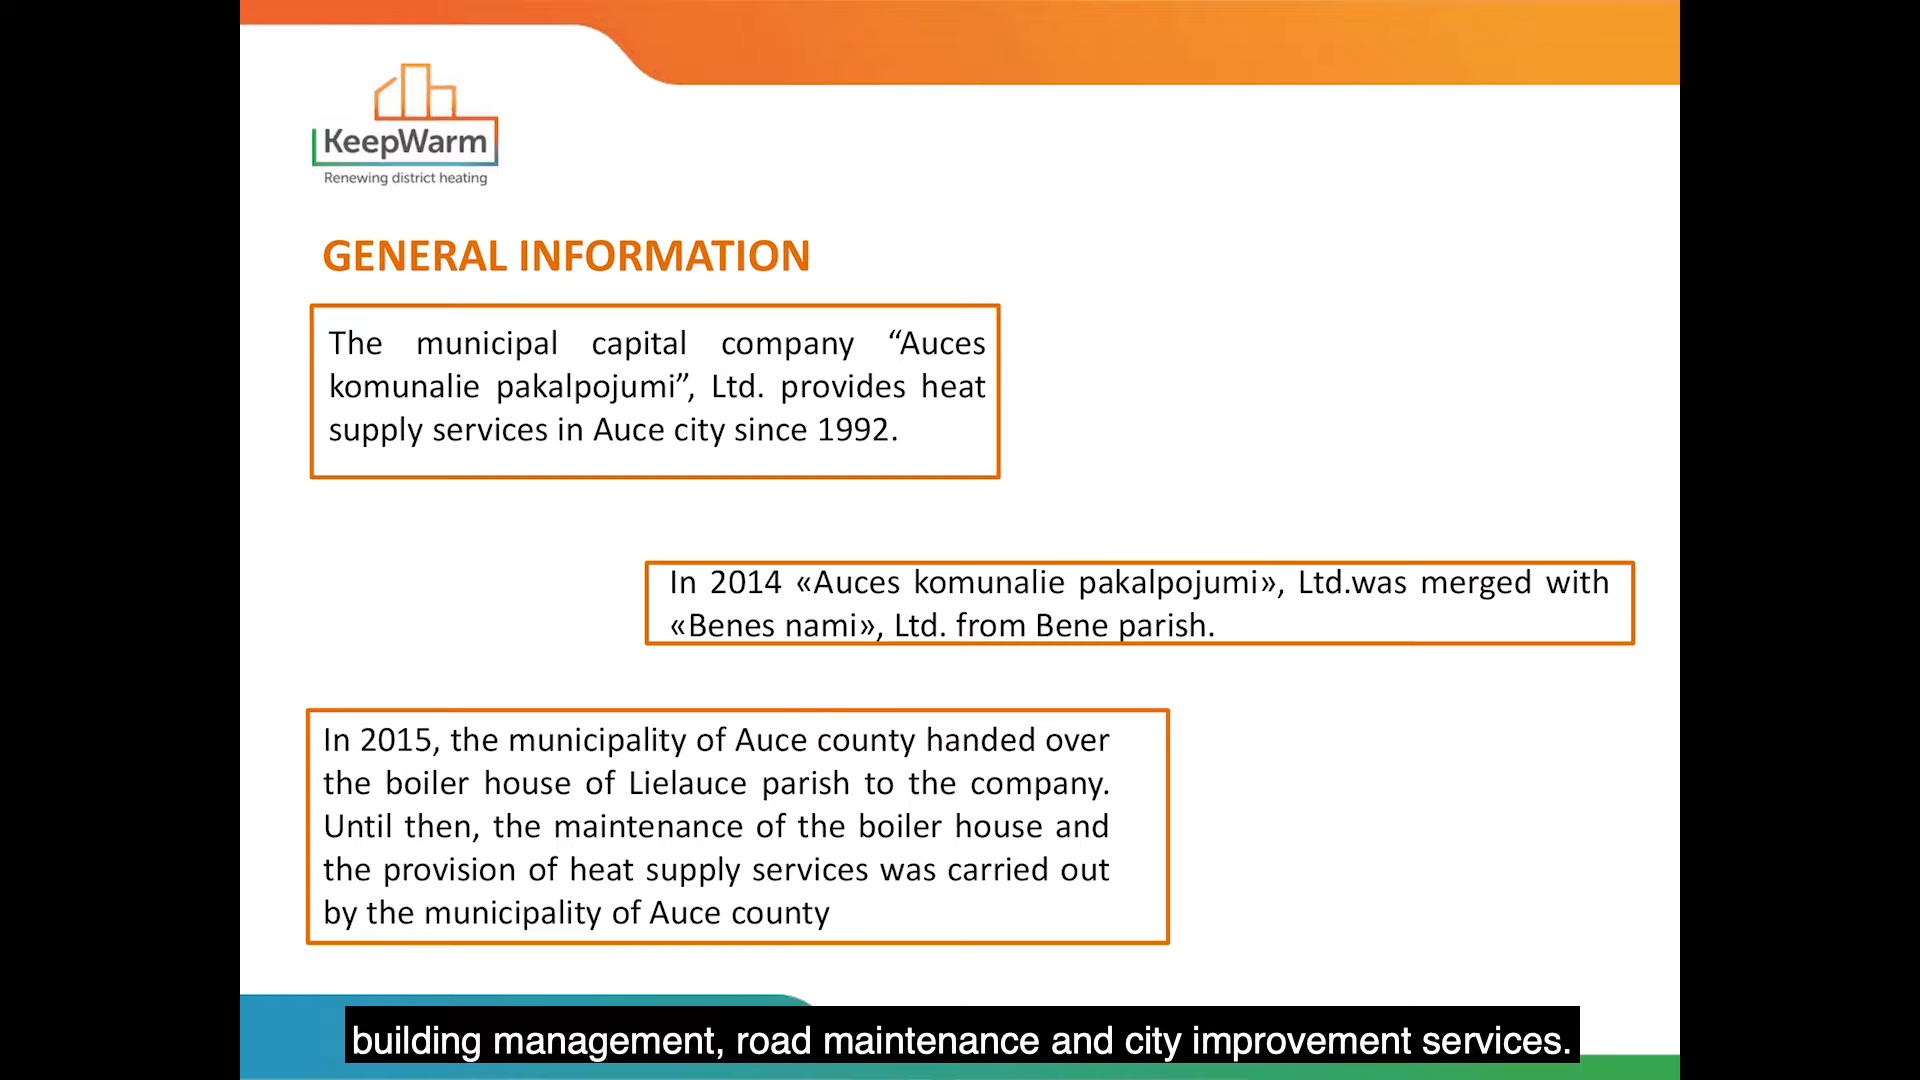 KeepWarm
Renewing district heating
GENERAL INFORMATION
The municipal capital company “Auces
komunalie pakalpojumi”, Ltd. provides heat
supply services in Auce city since 1992.
In 2014 «Auces komunalie pakalpojumi», Ltd.was merged with
«Benes nami», Ltd. from Bene parish.
In 2015, the municipality of Auce county handed over
the boiler house of Lielauce parish to the company.
Until then, the maintenance of the boiler house and
the provision of heat supply services was carried out
by the municipality of Auce county
building management, road maintenance and city improvement services.